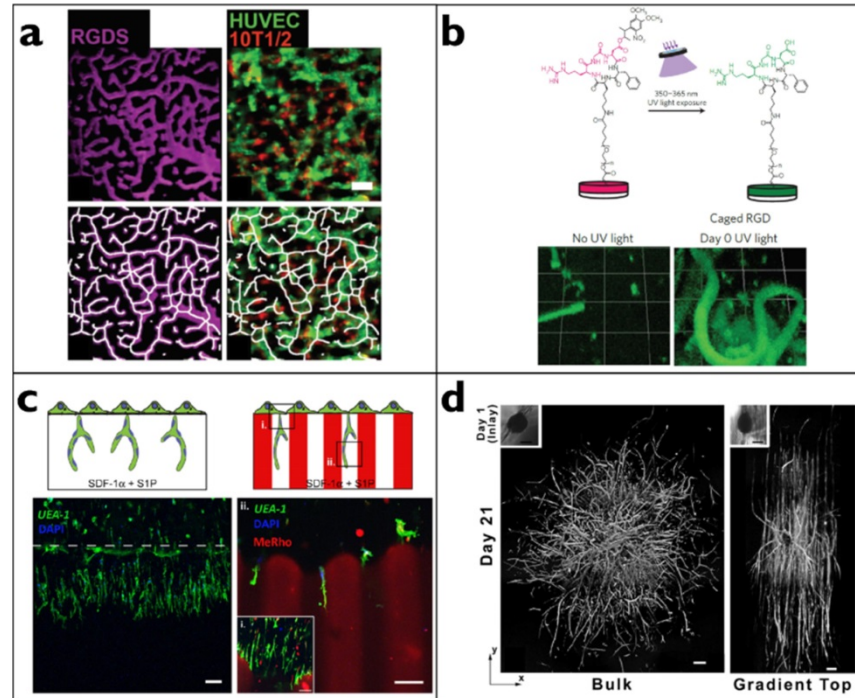 a
RGDS
HUVEC
10T1/2
b
350–365 nm
UV light exposure
Caged RGD
No UV light
Day 0 UV light
c
SDF-1α + S1P
i.
ii.
SDF-1α + S1P
UEA-1
DAPI
ii.
UEA-1
DAPI
MeRho
i.
d
Day 1
(Inlay)
Day 21
y
x
Bulk
Gradient Top